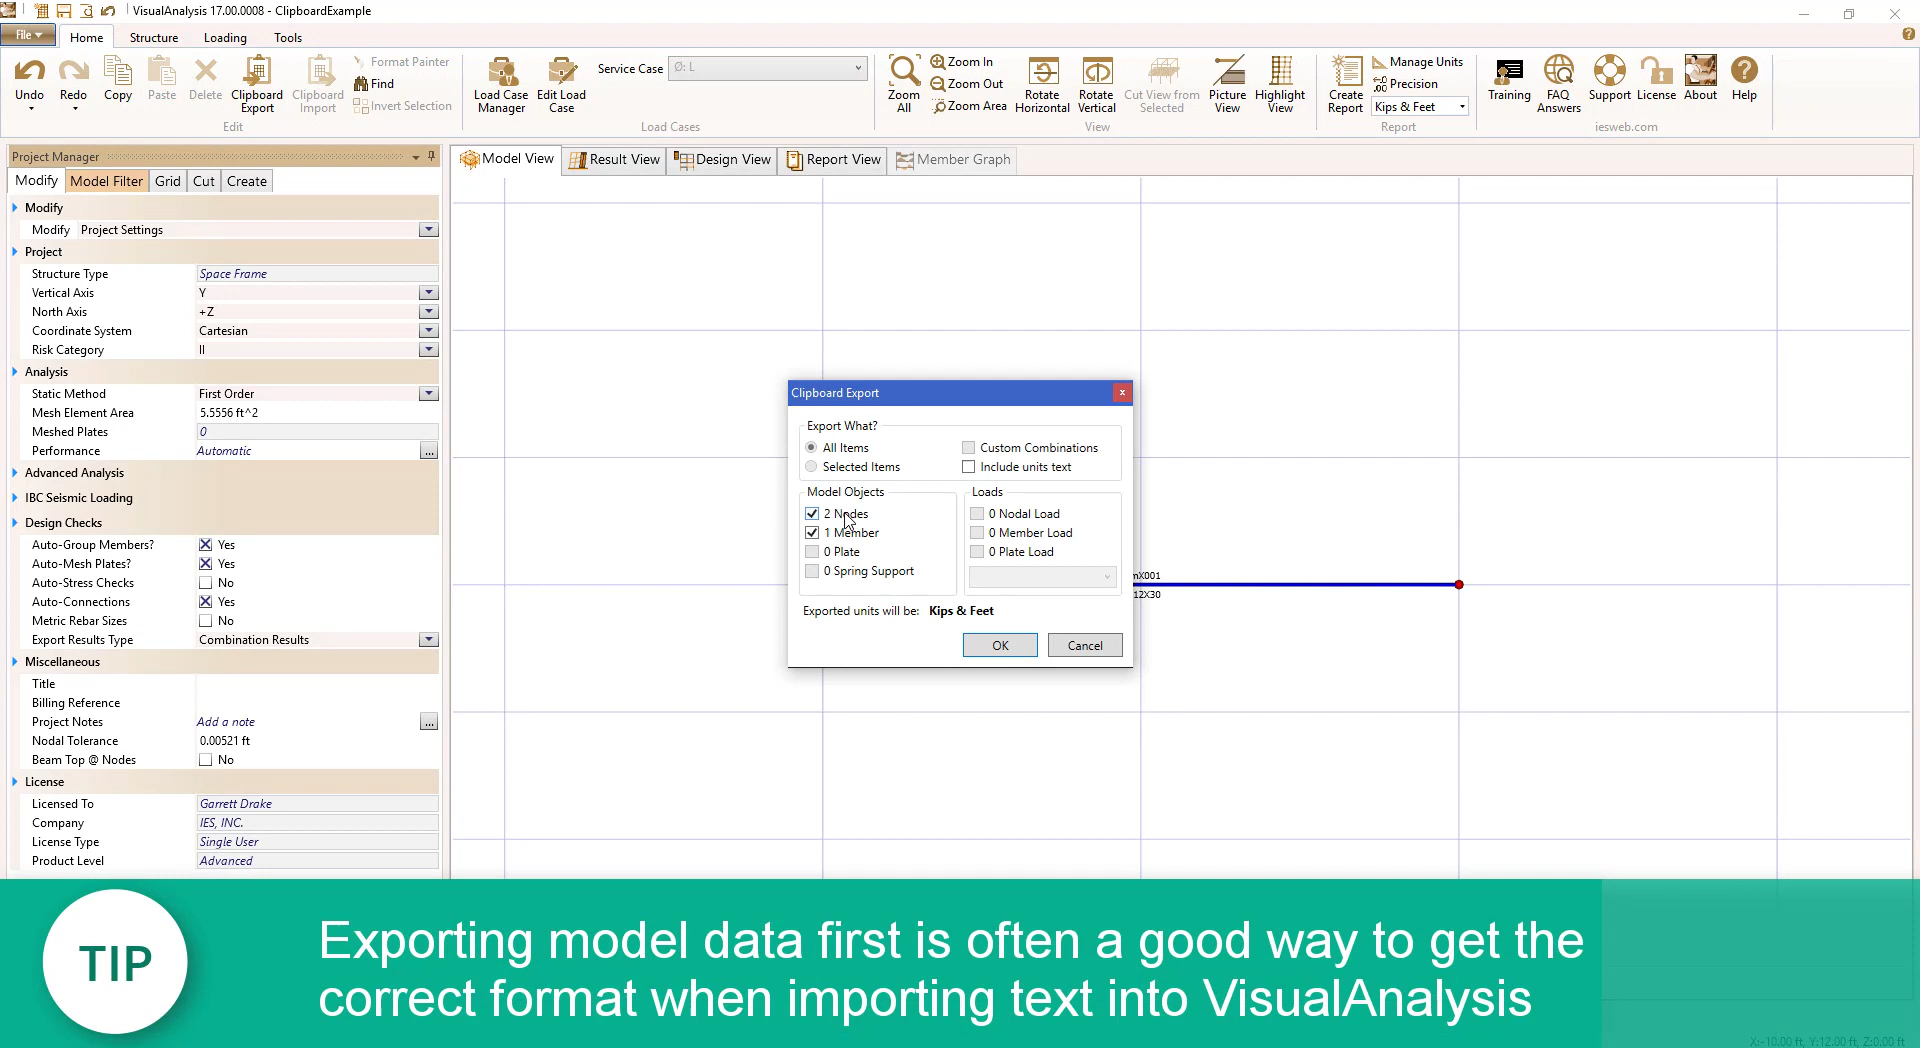 VisualAnalysis 17.00.0008 - ClipboardExample
File
Home
Structure
Loading
Tools
Undo
Redo
Copy
Paste
Delete
Clipboard
Export
Clipboard
Import
Format Painter
Find
Invert Selection
Edit
Load Case
Manager
Edit Load
Case
Service Case
Ø: L
Load Cases
Zoom
All
Zoom In
Zoom Out
Zoom Area
Rotate
Horizontal
Rotate
Vertical
Cut View from
Selected
Picture
View
Highlight
View
View
Create
Report
Manage Units
.00 Precision
Kips & Feet
Report
Training
FAQ
Answers
Support
License
About
Help
iesweb.com
Project Manager
Modify
Model Filter
Grid
Cut
Create
Model View
Result View
Design View
Report View
Member Graph
Modify
Modify Project Settings
Project
Structure Type Space Frame
Vertical Axis Y
North Axis +Z
Coordinate System Cartesian
Risk Category II
Analysis
Static Method First Order
Mesh Element Area 5.5556 ft^2
Meshed Plates 0
Performance Automatic ...
Advanced Analysis
IBC Seismic Loading
Design Checks
Auto-Group Members? Yes
Auto-Mesh Plates? Yes
Auto-Stress Checks No
Auto-Connections Yes
Metric Rebar Sizes No
Export Results Type Combination Results
Miscellaneous
Title
Billing Reference
Project Notes Add a note ...
Nodal Tolerance 0.00521 ft
Beam Top @ Nodes No
License
Licensed To Garrett Drake
Company IES, INC.
License Type Single User
Product Level Advanced
Clipboard Export
Export What?
All Items
Custom Combinations
Selected Items
Include units text
Model Objects
2 Nodes
1 Member
0 Plate
0 Spring Support
Loads
0 Nodal Load
0 Member Load
0 Plate Load
Exported units will be: Kips & Feet
OK
Cancel
mX001
12X30
TIP
Exporting model data first is often a good way to get the
correct format when importing text into VisualAnalysis
X:-10.00 ft, Y:12.00 ft, Z:0.00 ft